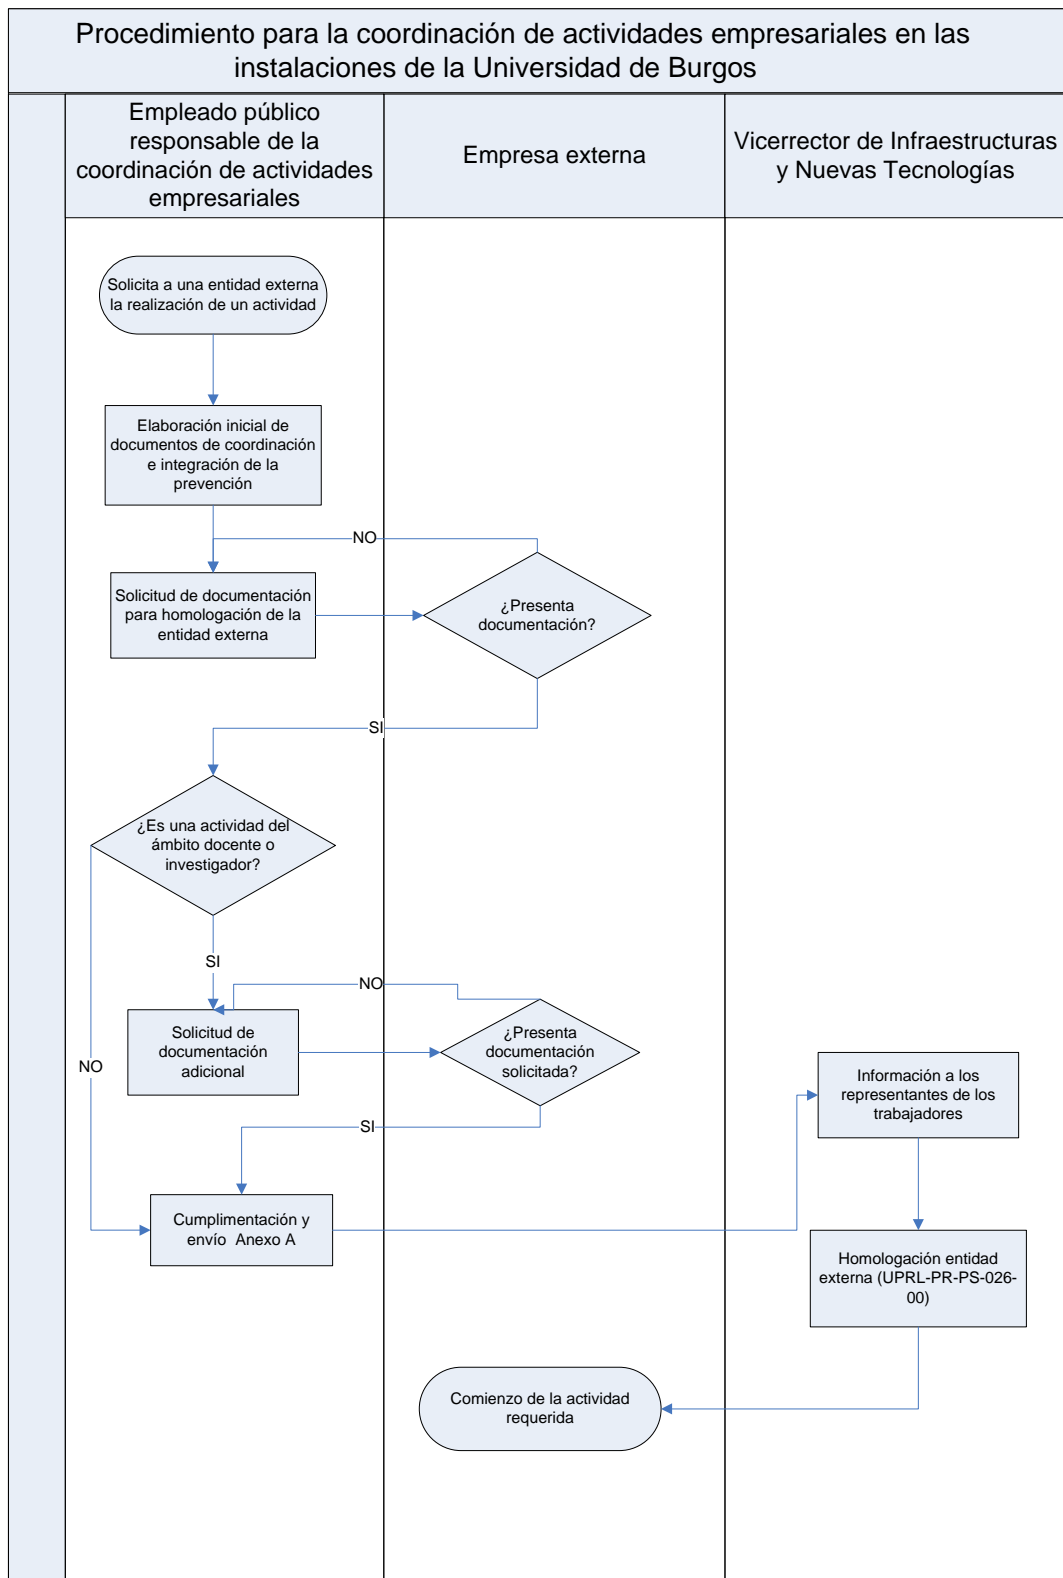 Procedimiento para la coordinación de actividades empresariales en las
instalaciones de la Universidad de Burgos
Empleado público
responsable de la
coordinación de actividades
empresariales
Empresa externa
Vicerrector de Infraestructuras
y Nuevas Tecnologías
Solicita a una entidad externa
la realización de un actividad
Elaboración inicial de
documentos de coordinación
e integración de la
prevención
NO
Solicitud de documentación
para homologación de la
entidad externa
¿Presenta
documentación?
SI
¿Es una actividad del
ámbito docente o
investigador?
SI
NO
Solicitud de
documentación
adicional
¿Presenta
documentación
solicitada?
NO
Información a los
representantes de los
trabajadores
SI
Cumplimentación y
envío Anexo A
Homologación entidad
externa (UPRL-PR-PS-026-
00)
Comienzo de la actividad
requerida